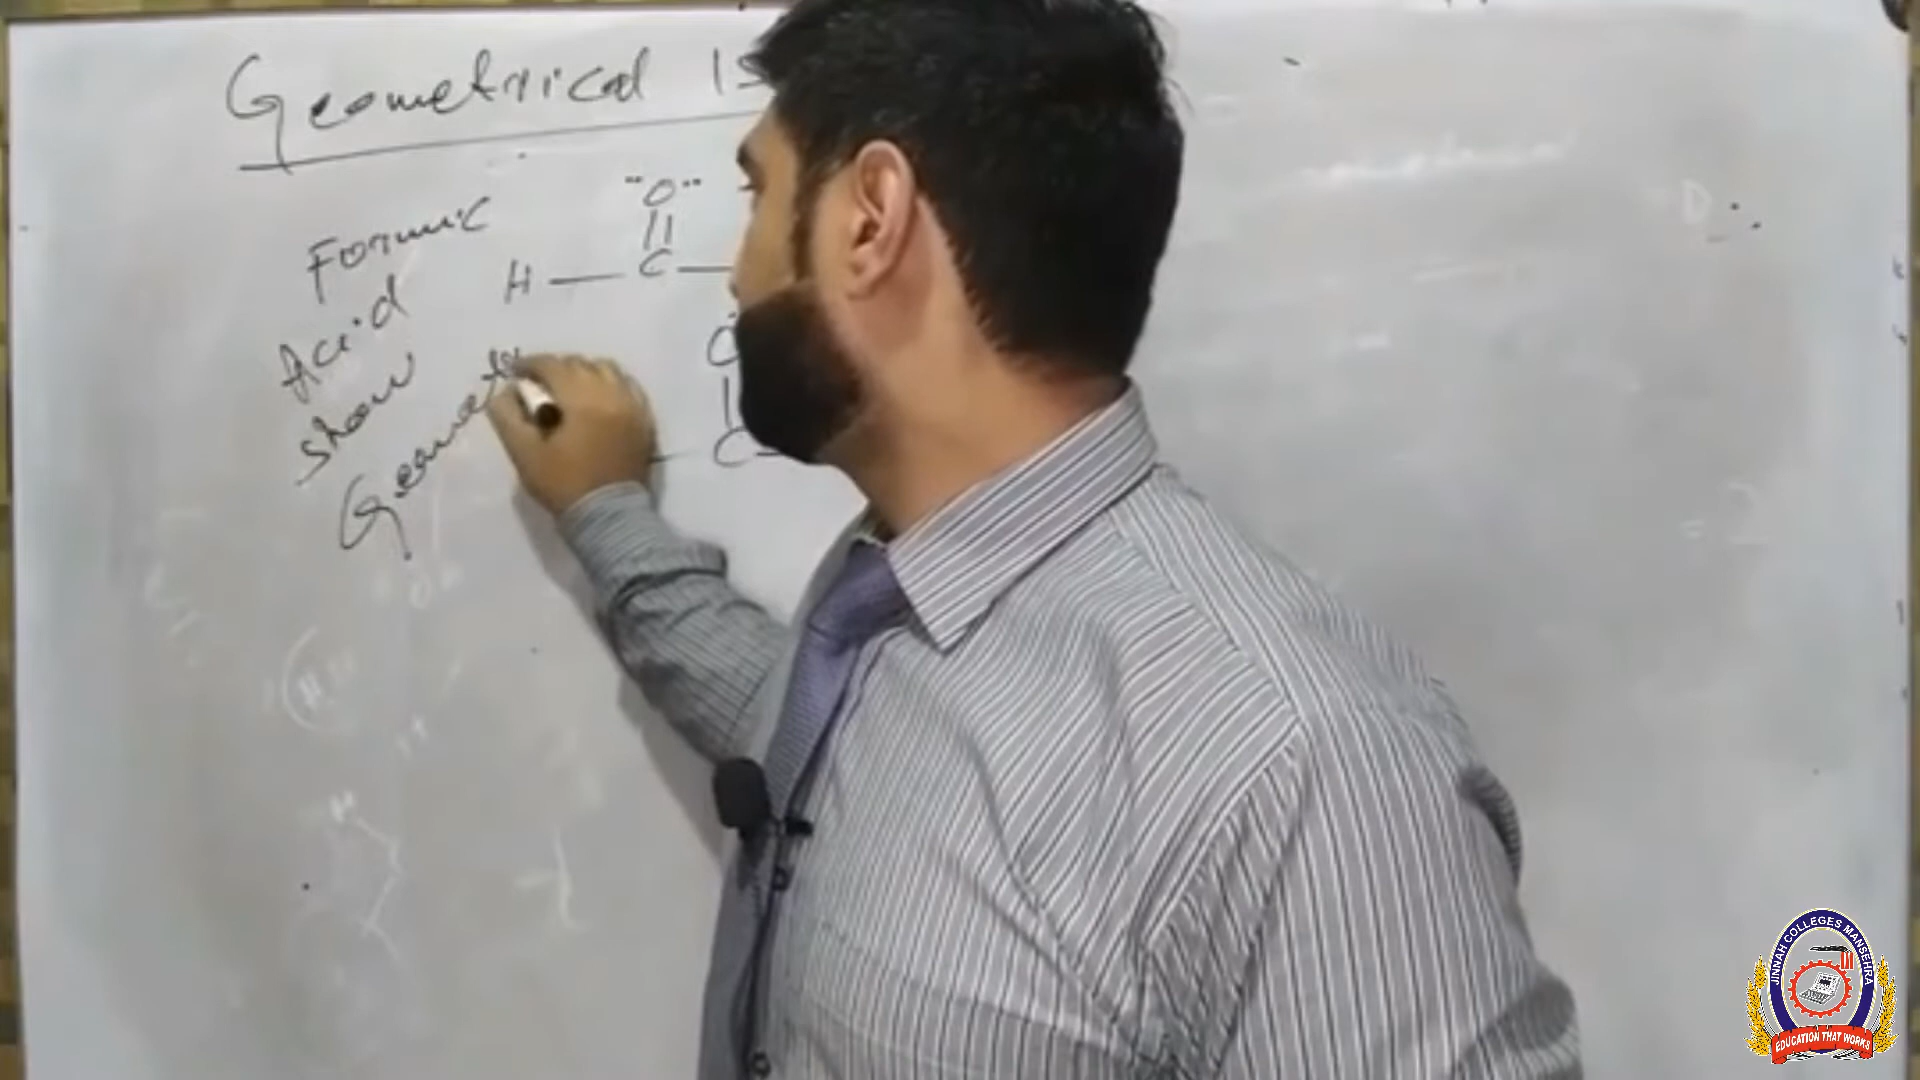 Geometrical Is
Formic
Acid
show
Geomet
O
H — C —
C
JINNAH COLLEGES MANSEHRA
EDUCATION THAT WORKS